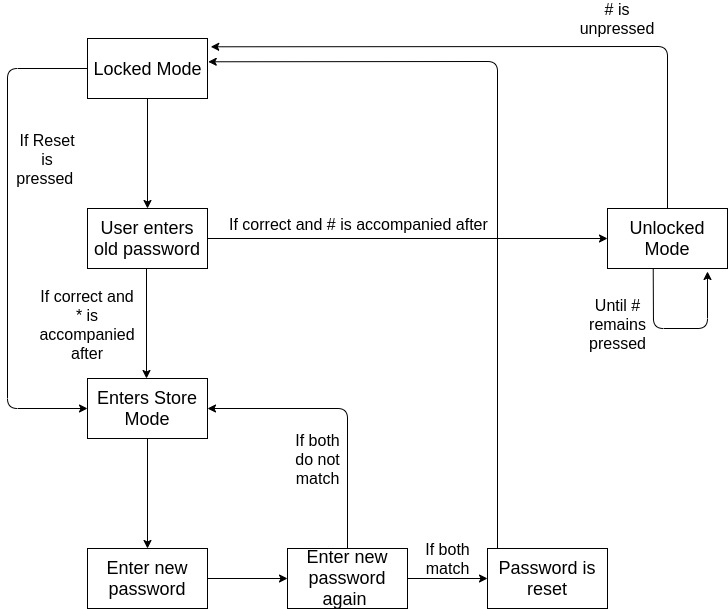 # is
unpressed
Locked Mode
If Reset
is
pressed
User enters
old password
If correct and # is accompanied after
Unlocked
Mode
If correct and
* is
accompanied
after
Until #
remains
pressed
Enters Store
Mode
If both
do not
match
Enter new
password
Enter new
password
again
If both
match
Password is
reset